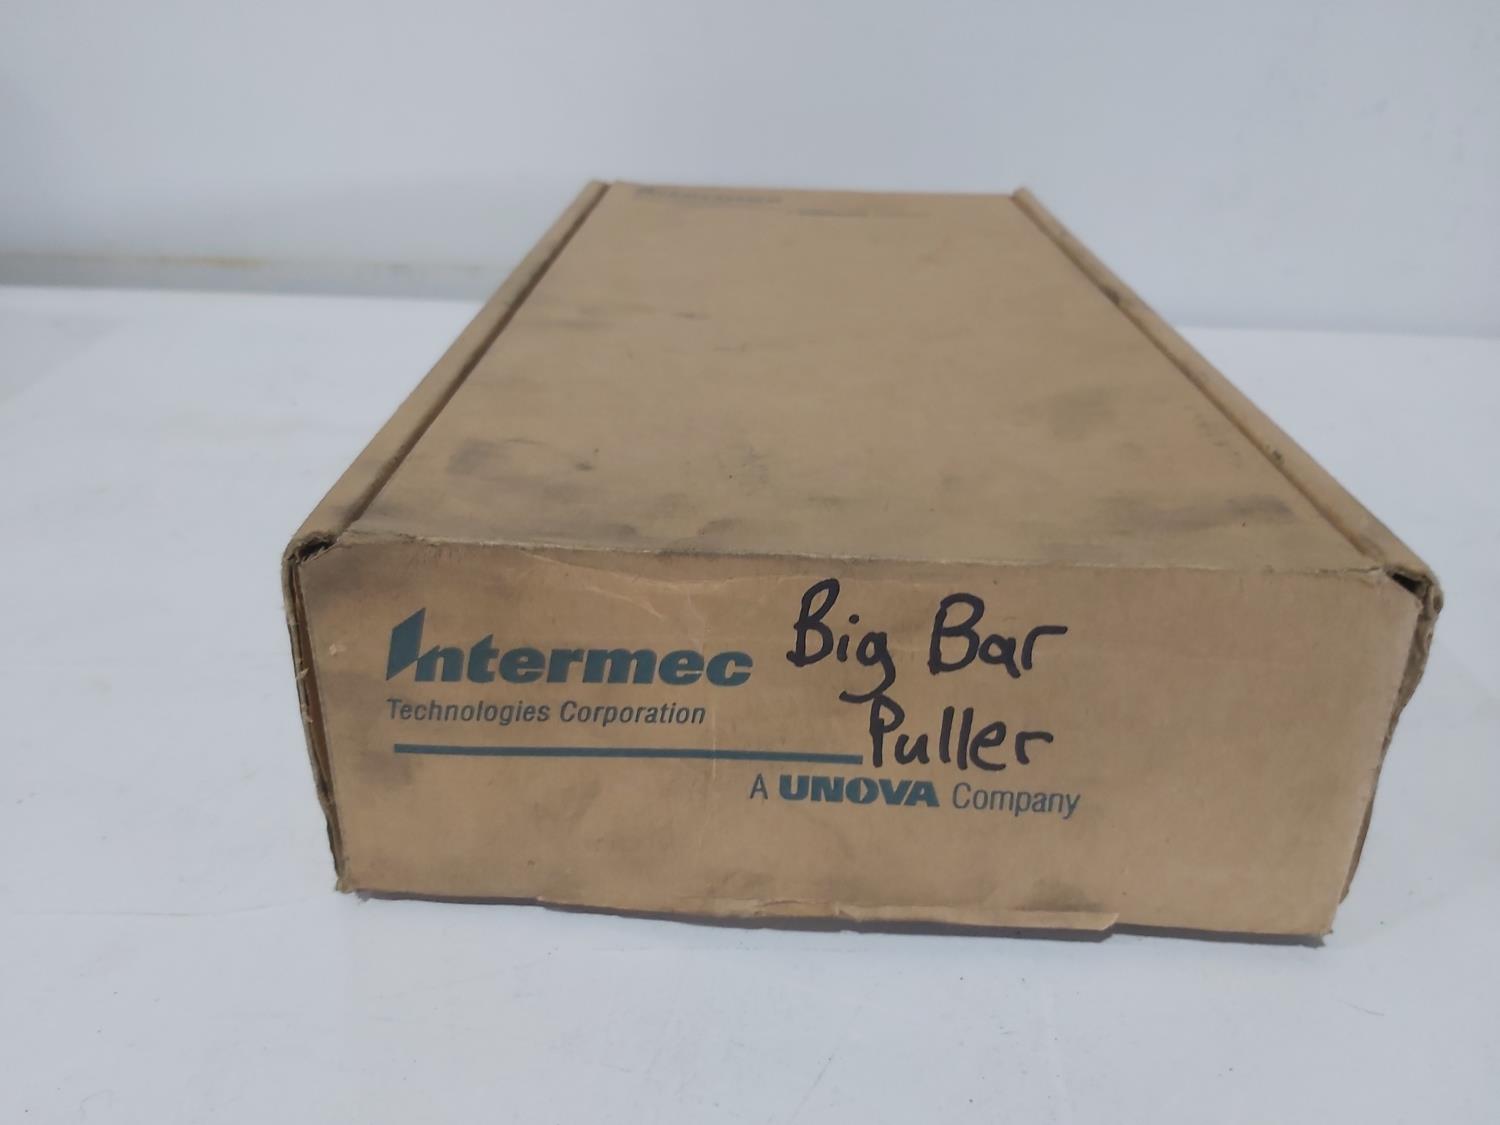 Intermec
Technologies Corporation
A UNOVA Company
Big Bar
Puller